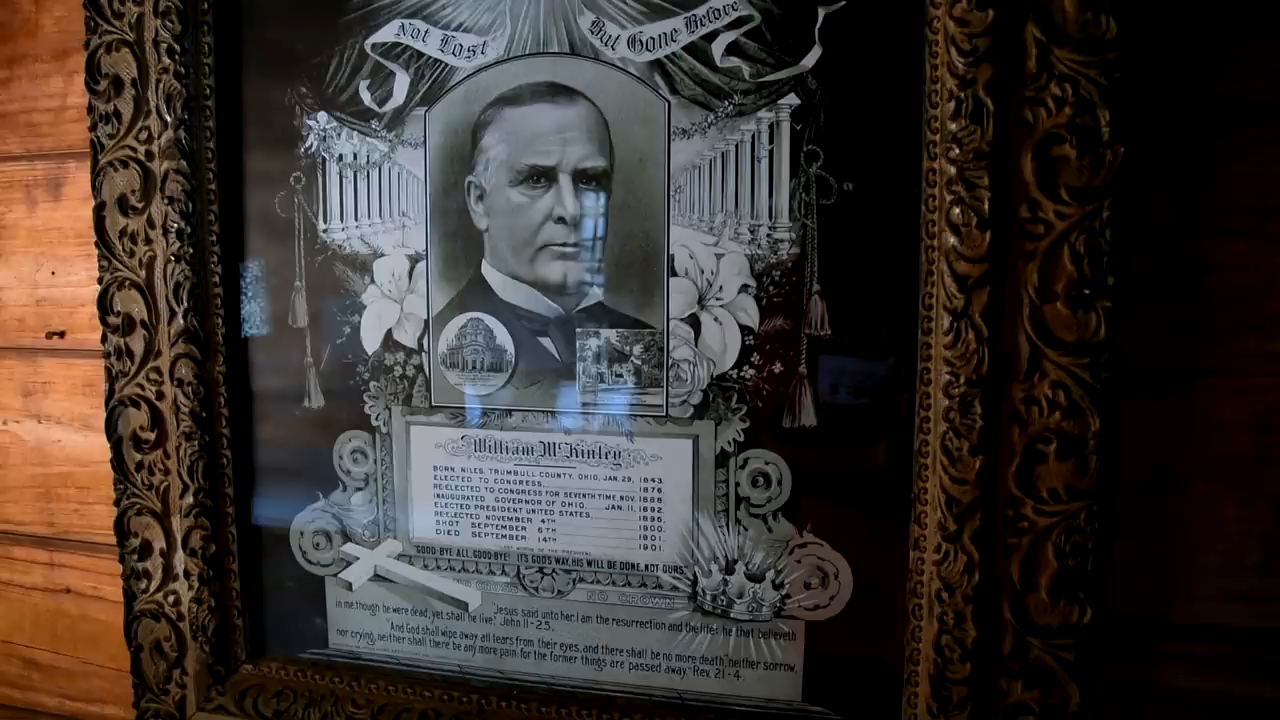 Not Lost
But Gone Before
William McKinley
BORN, NILES, TRUMBULL COUNTY, OHIO, JAN. 29, 1843.
ELECTED TO CONGRESS, 1876.
RE-ELECTED TO CONGRESS FOR SEVENTH TIME, NOV. 1888.
INAUGURATED GOVERNOR OF OHIO, JAN. 11, 1892.
ELECTED PRESIDENT UNITED STATES, 1896.
RE-ELECTED NOVEMBER 4TH 1900.
SHOT SEPTEMBER 6TH 1901.
DIED SEPTEMBER 14TH 1901.
"GOOD-BYE ALL, GOOD-BYE! IT'S GOD'S WAY, HIS WILL BE DONE, NOT OURS."
NO CROSS NO CROWN
"Jesus said unto her, I am the resurrection and the life: he that believeth
in me, though he were dead, yet shall he live." John 11-25.
"And God shall wipe away all tears from their eyes, and there shall be no more death, neither sorrow,
nor crying, neither shall there be any more pain: for the former things are passed away." Rev. 21-4.